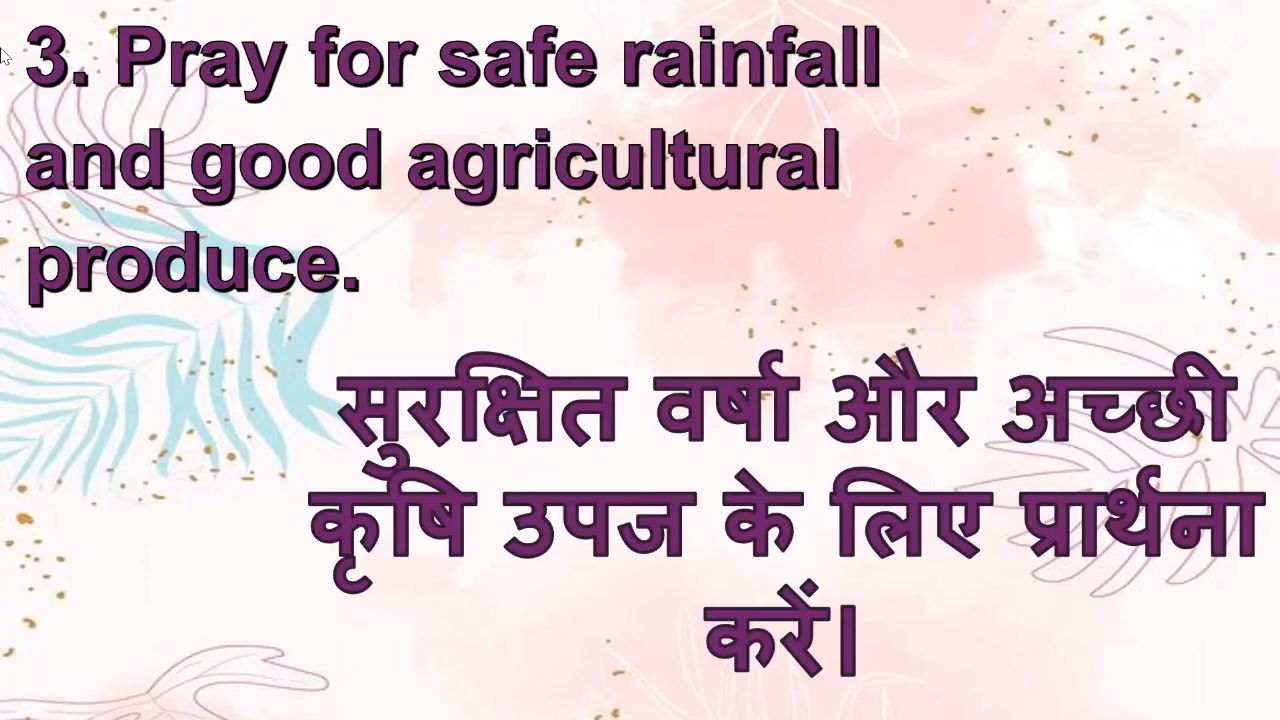 3. Pray for safe rainfall
and good agricultural
produce.
सुरक्षित वर्षा और अच्छी
कृषि उपज के लिए प्रार्थना
करें।